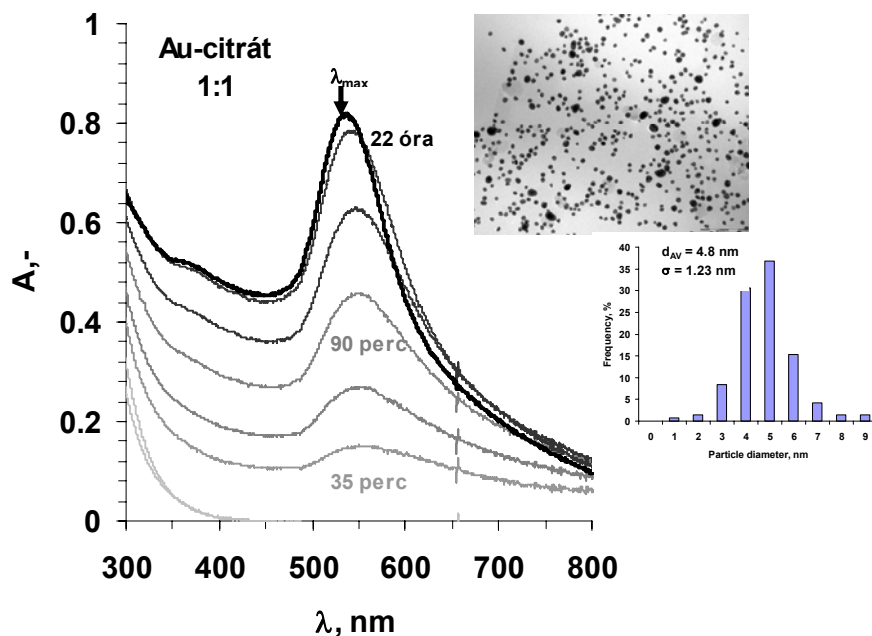 Au-citrát
1:1
λmax
22 óra
90 perc
35 perc
A,-
1
0.8
0.6
0.4
0.2
0
300
400
500
600
700
800
λ, nm
dAV = 4.8 nm
σ = 1.23 nm
Frequency, %
40
35
30
25
20
15
10
5
0
0 1 2 3 4 5 6 7 8 9
Particle diameter, nm